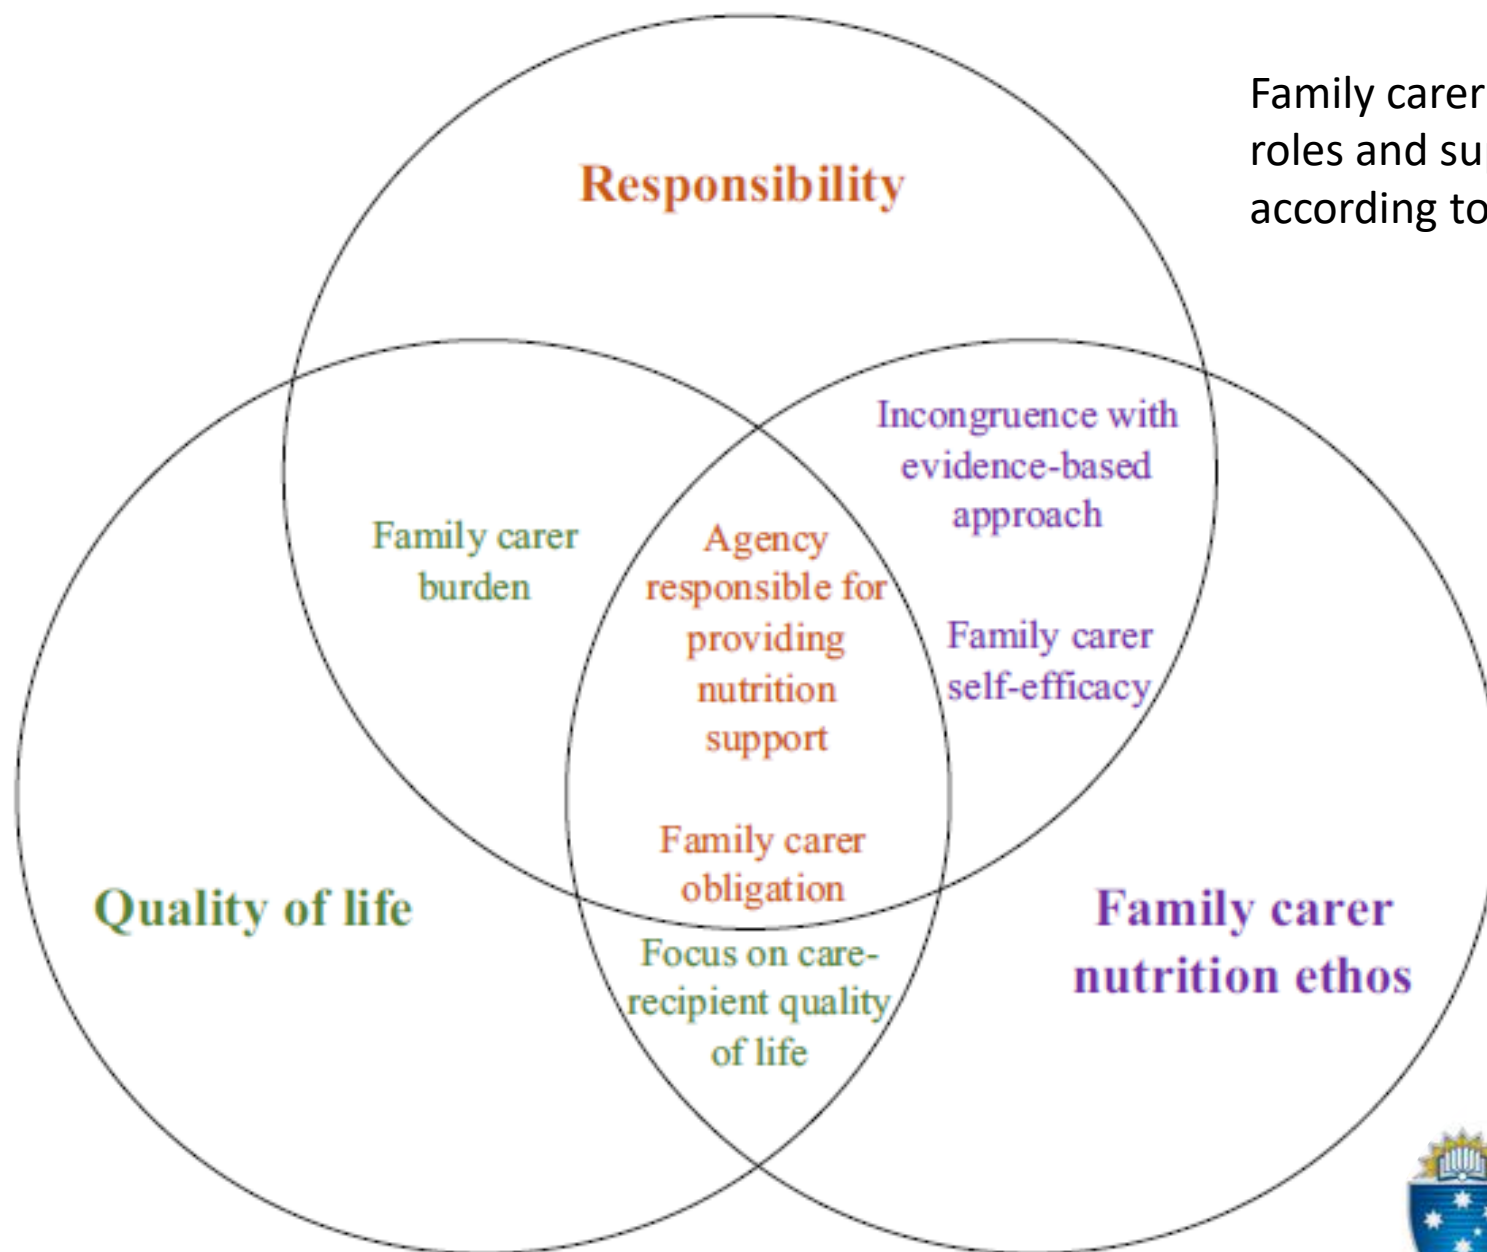 Family carer
roles and su
according to
Responsibility
Incongruence with
evidence-based
approach
Family carer
burden
Agency
responsible for
providing
nutrition
support
Family carer
self-efficacy
Family carer
obligation
Quality of life
Family carer
nutrition ethos
Focus on care-
recipient quality
of life